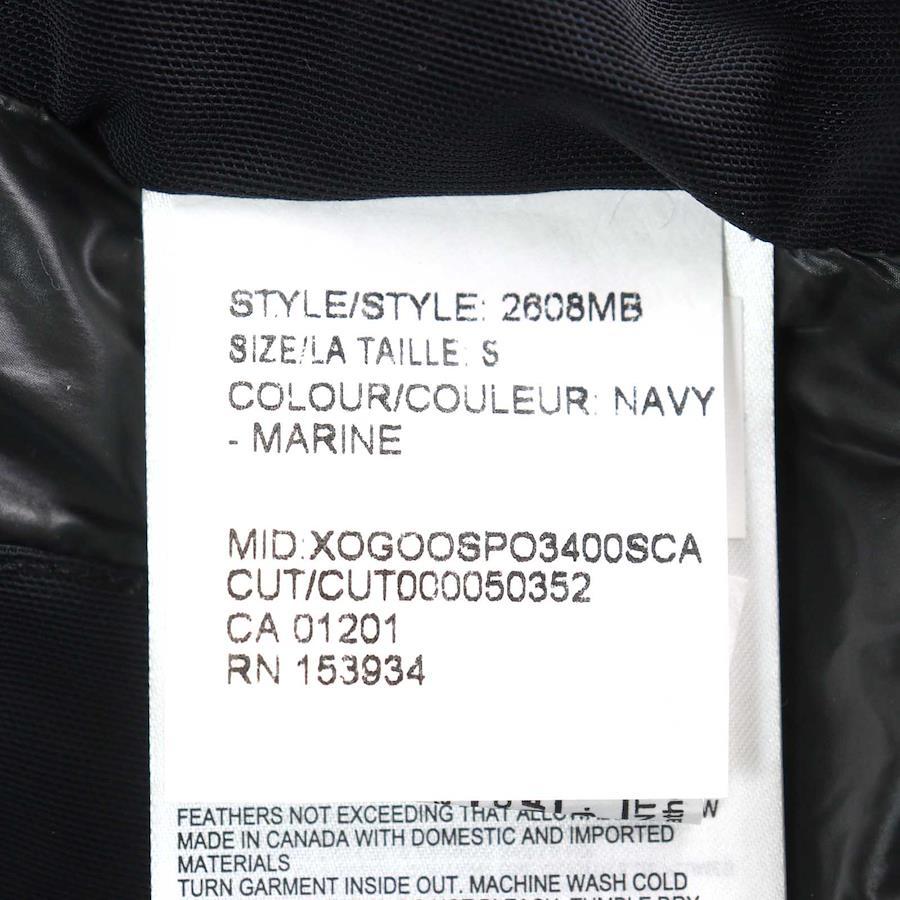 STYLE/STYLE: 2608MB
SIZE/LA TAILLE: S
COLOUR/COULEUR: NAVY
- MARINE
MID:XOGOOSPO3400SCA
CUT/CUT000050352
CA 01201
RN 153934
FEATHERS NOT EXCEEDING THAT
MADE IN CANADA WITH DOMESTIC AND IMPORTED
MATERIALS
TURN GARMENT INSIDE OUT. MACHINE WASH COLD